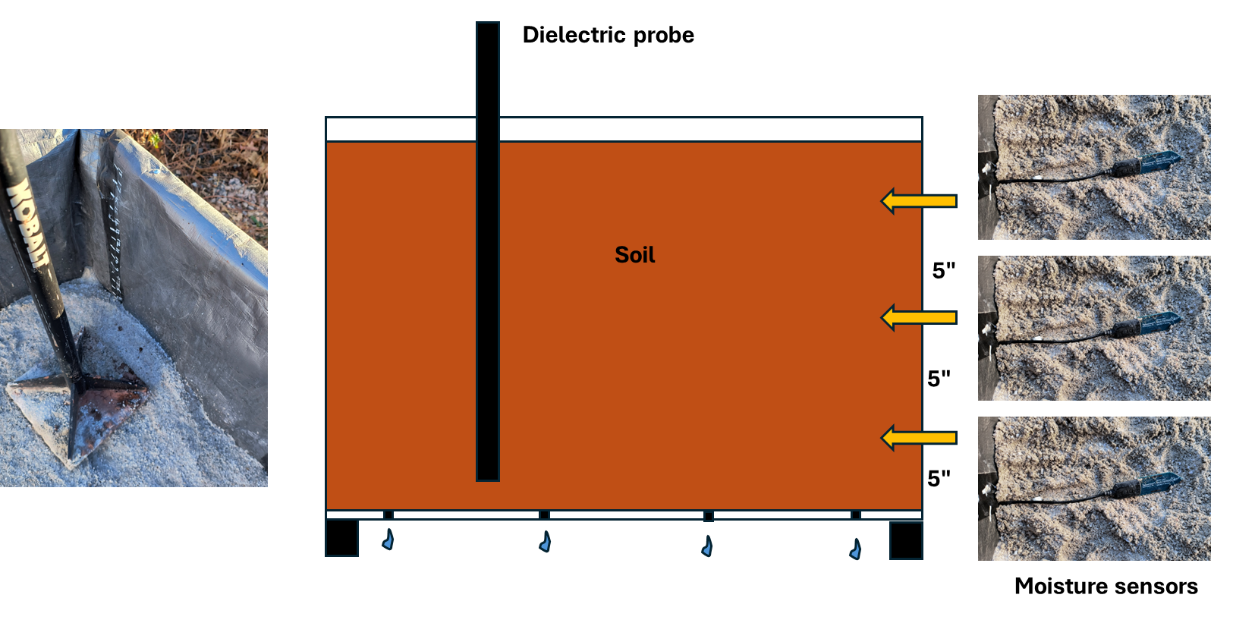 Dielectric probe
KOBALT
Soil
5"
5"
5"
Moisture sensors